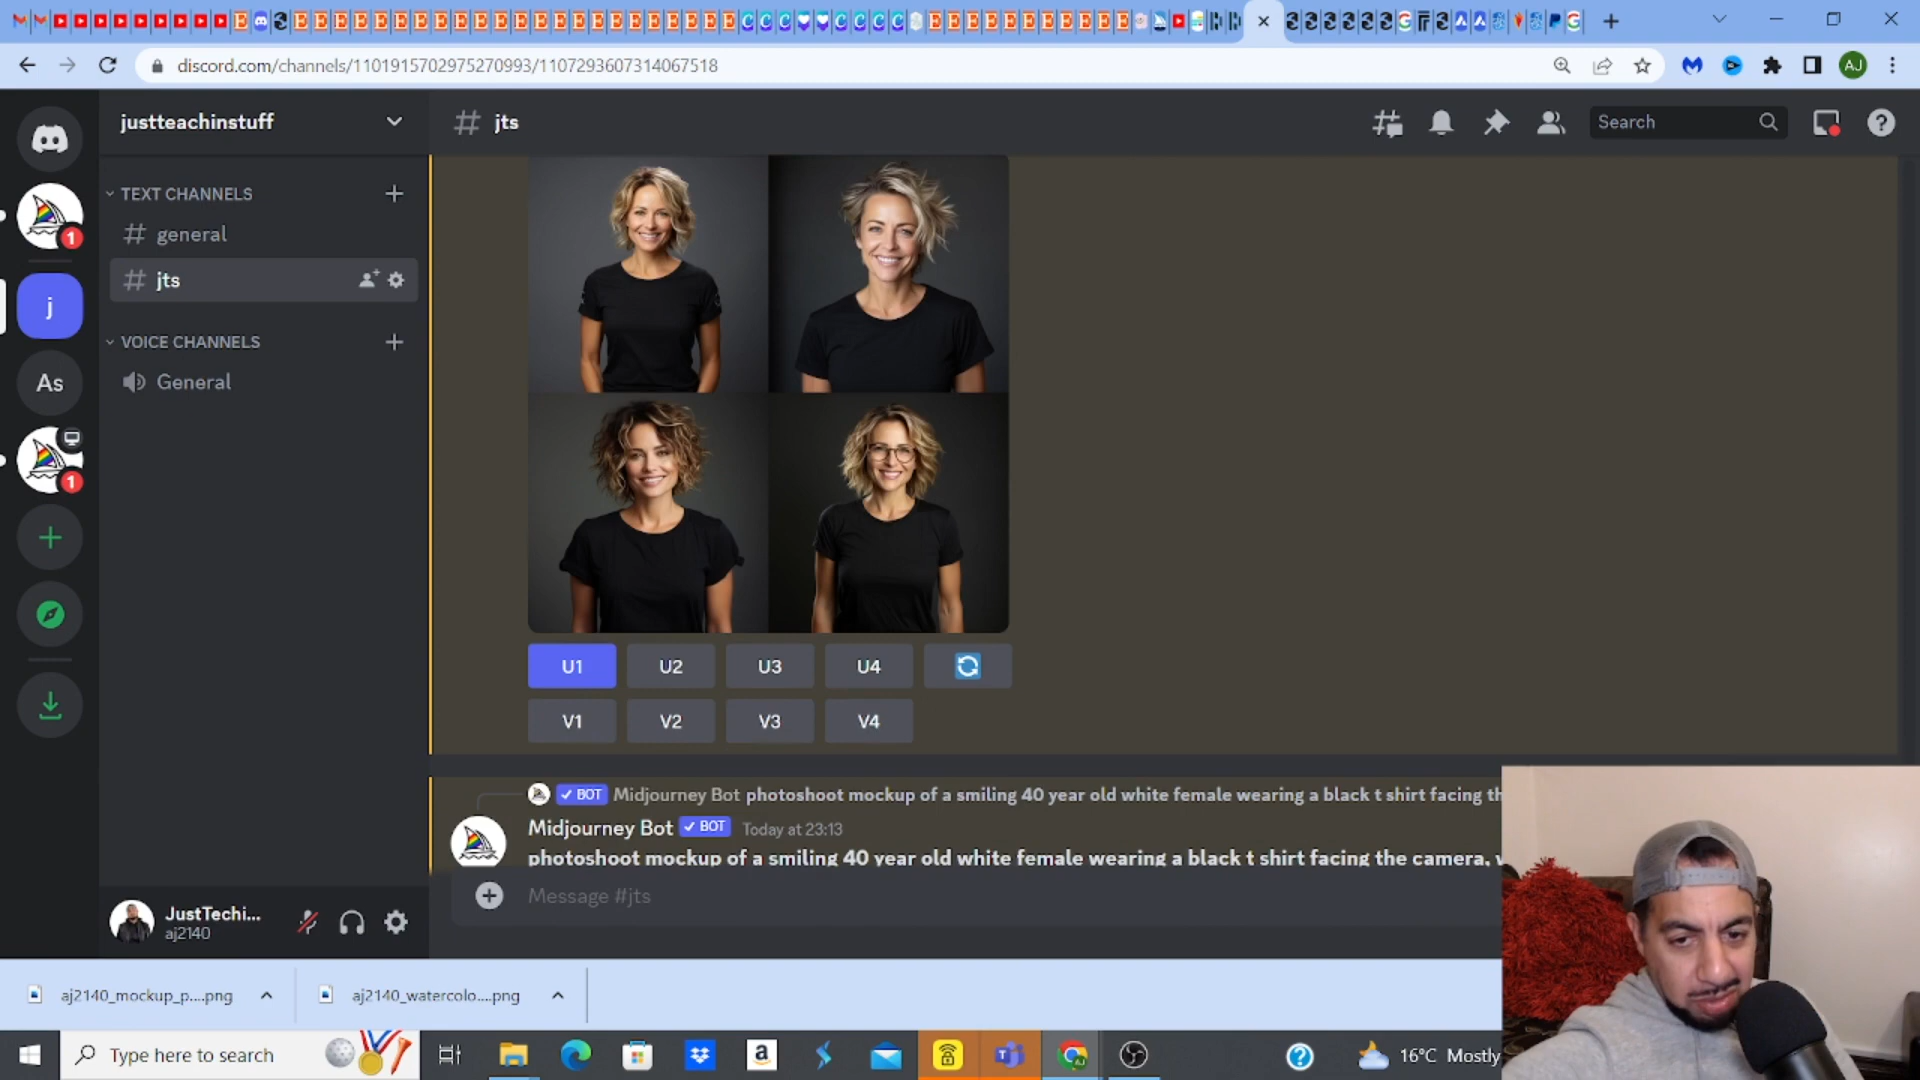 discord.com/channels/1101915702975270993/1107293607314067518
AJ
justteachinstuff
jts
Search
TEXT CHANNELS
general
jts
VOICE CHANNELS
General
1
j
As
1
U1 U2 U3 U4
V1 V2 V3 V4
BOT Midjourney Bot photoshoot mockup of a smiling 40 year old white female wearing a black t shirt facing th
Midjourney Bot BOT Today at 23:13
photoshoot mockup of a smiling 40 year old white female wearing a black t shirt facing the camera,
Message #jts
JustTechi...
aj2140
aj2140_mockup_p....png
aj2140_watercolo....png
Type here to search
16°C Mostly